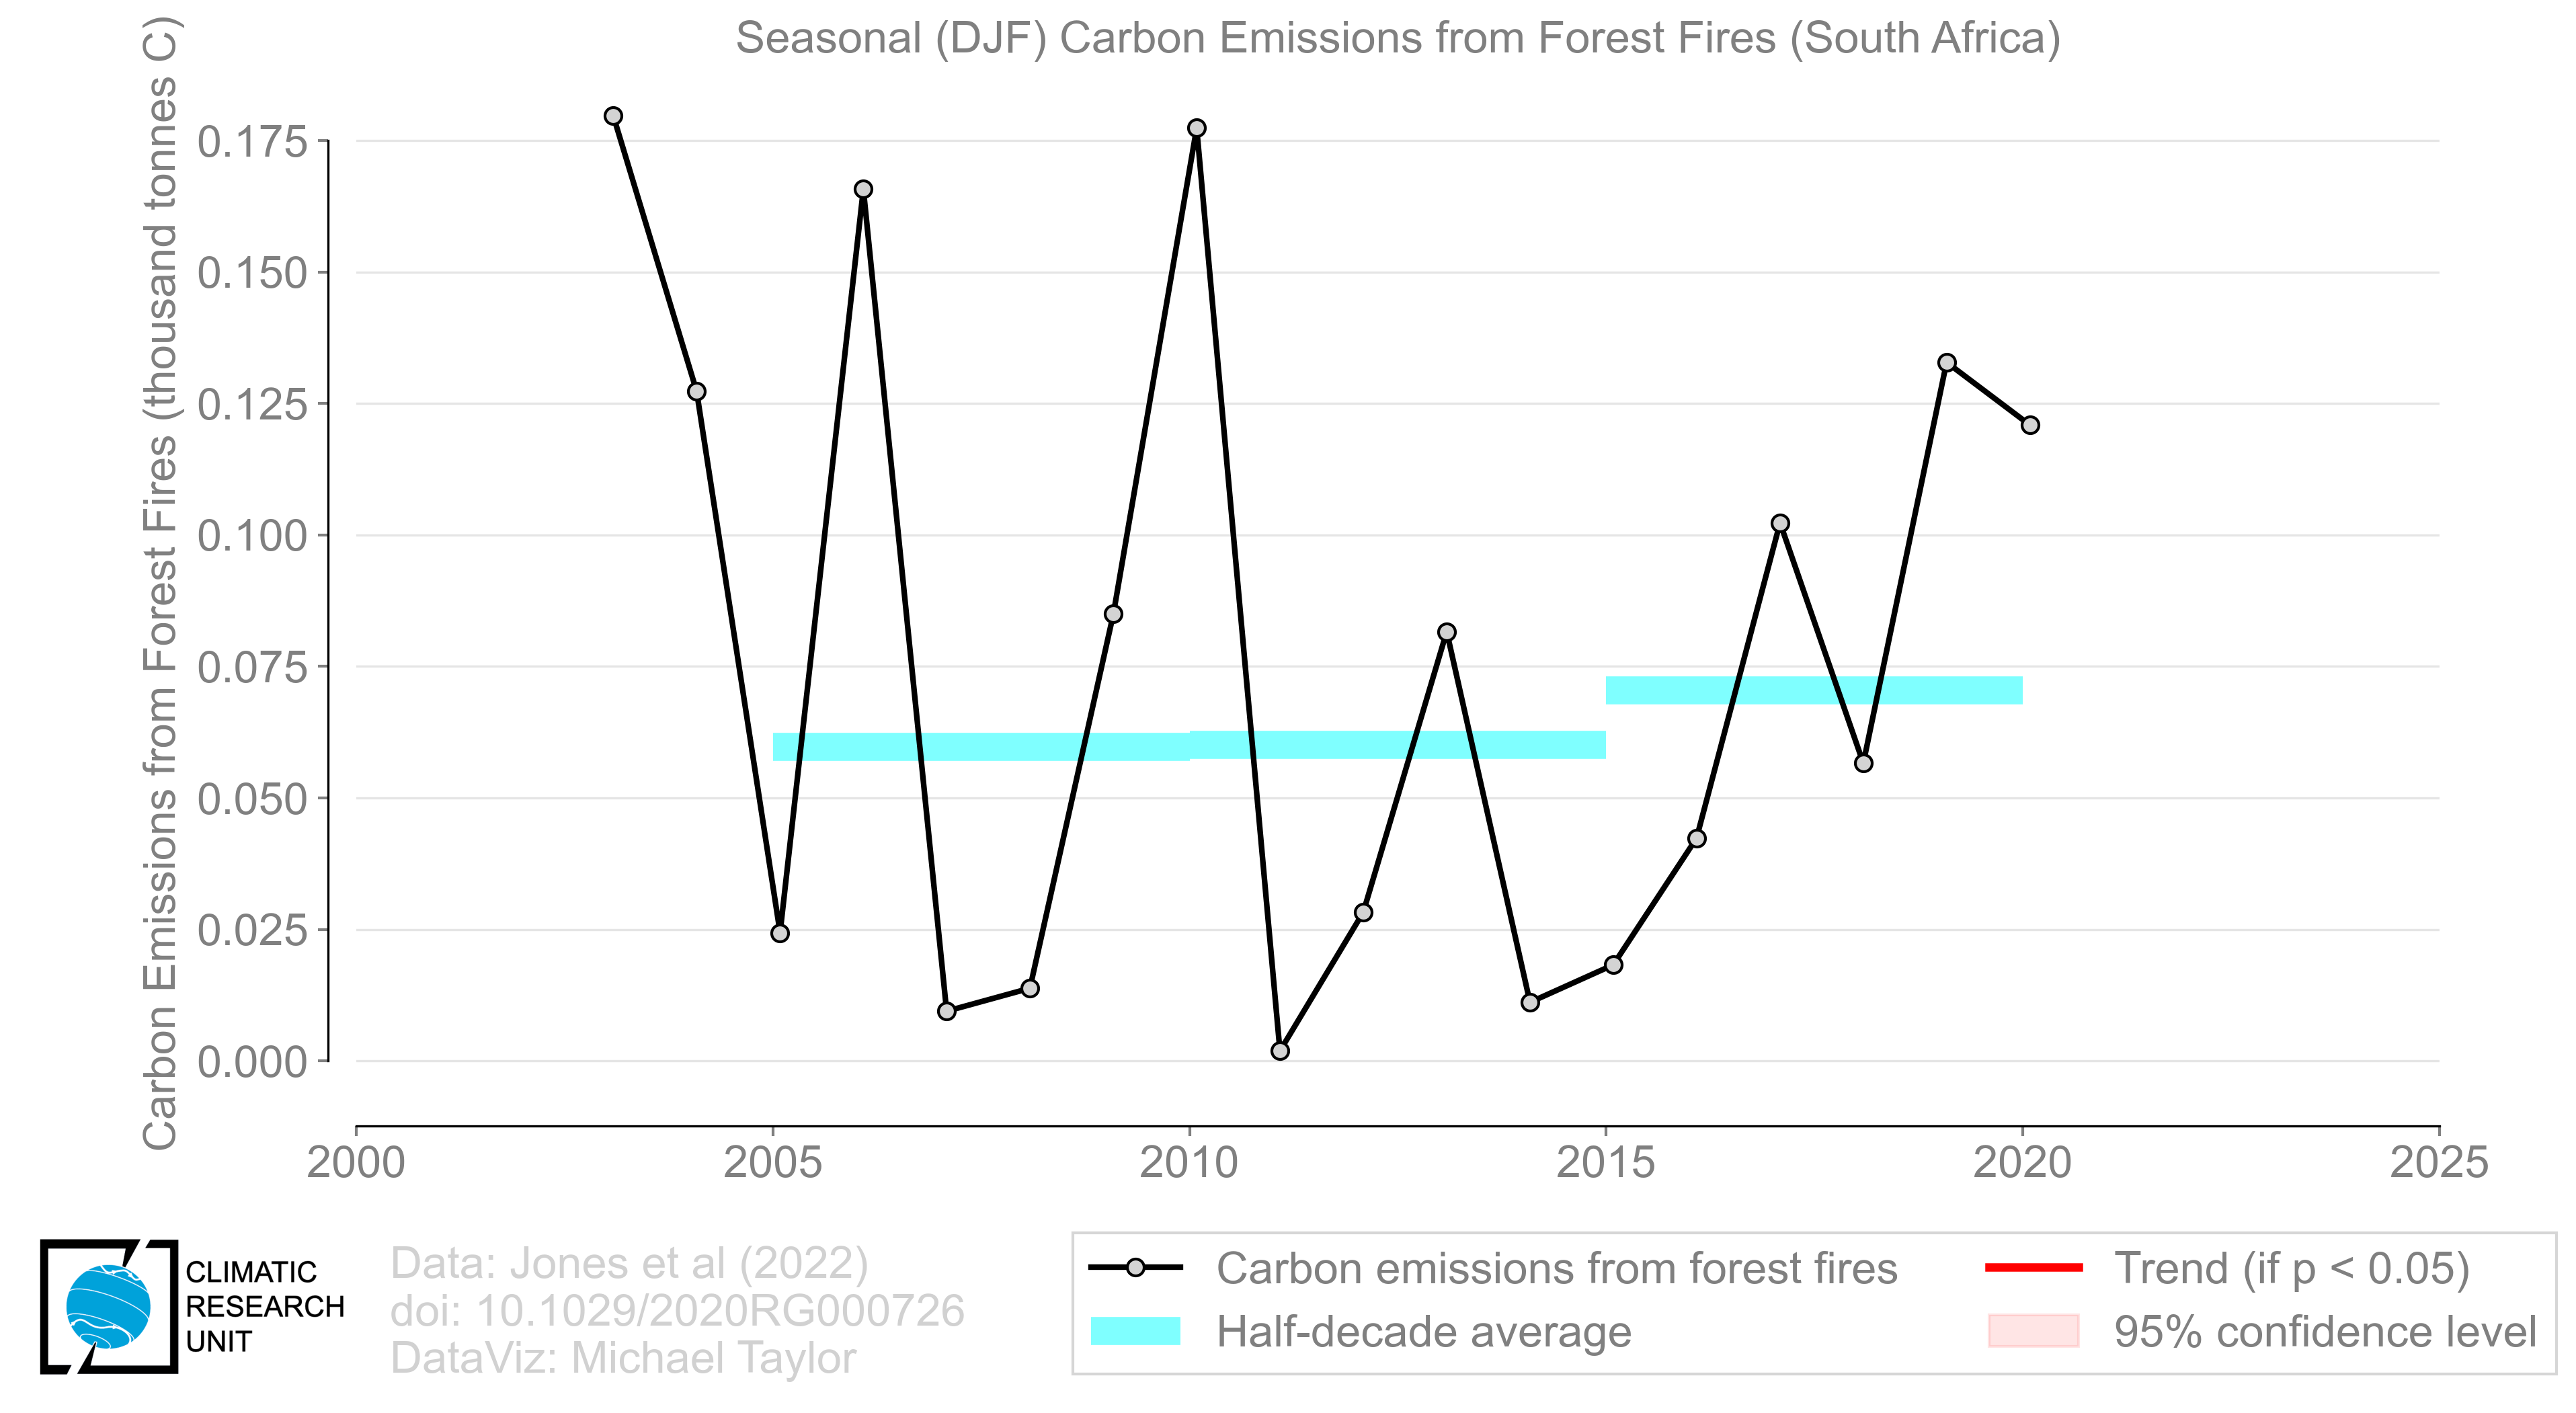 Seasonal (DJF) Carbon Emissions from Forest Fires (South Africa)
Carbon Emissions from Forest Fires (thousand tonnes C)
0.175
0.150
0.125
0.100
0.075
0.050
0.025
0.000
2000 2005 2010 2015 2020 2025
CLIMATIC
RESEARCH
UNIT
Data: Jones et al (2022)
doi: 10.1029/2020RG000726
DataViz: Michael Taylor
Carbon emissions from forest fires
Half-decade average
Trend (if p < 0.05)
95% confidence level